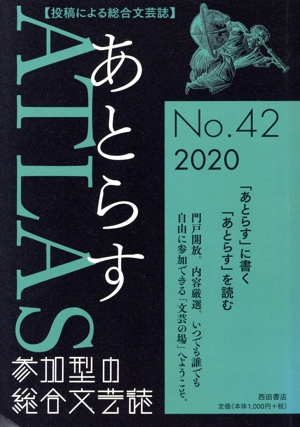 【投稿による総合文芸誌】
あとらす
ATLAS
No.42
2020
「あとらす」に書く
「あとらす」を読む
門戸開放。内容厳選。いつでも誰でも
自由に参加できる「文芸の場」へようこそ。
参加型の
総合文芸誌
西田書店
定価(本体1,000円+税)